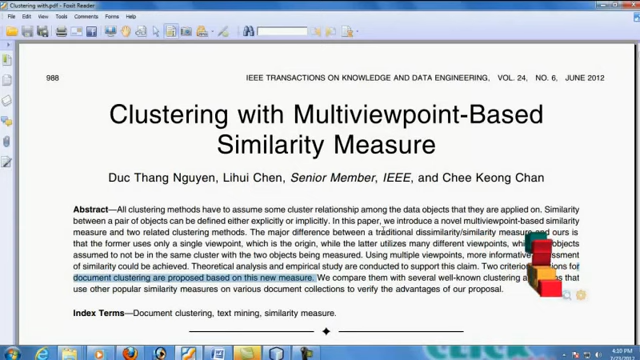 Clustering with.pdf - Foxit Reader
File Edit View Tools Comments Forms Help
988 IEEE TRANSACTIONS ON KNOWLEDGE AND DATA ENGINEERING, VOL. 24, NO. 6, JUNE 2012
Clustering with Multiviewpoint-Based
Similarity Measure
Duc Thang Nguyen, Lihui Chen, Senior Member, IEEE, and Chee Keong Chan
Abstract—All clustering methods have to assume some cluster relationship among the data objects that they are applied on. Similarity
between a pair of objects can be defined either explicitly or implicitly. In this paper, we introduce a novel multiviewpoint-based similarity
measure and two related clustering methods. The major difference between a traditional dissimilarity/similarity measure and ours is
that the former uses only a single viewpoint, which is the origin, while the latter utilizes many different viewpoints, which objects
assumed to not be in the same cluster with the two objects being measured. Using multiple viewpoints, more informative
of similarity could be achieved. Theoretical analysis and empirical study are conducted to support this claim. Two criterion for
document clustering are proposed based on this new measure. We compare them with several well-known clustering that
use other popular similarity measures on various document collections to verify the advantages of our proposal.
Index Terms—Document clustering, text mining, similarity measure.
CLICK
4:30 PM